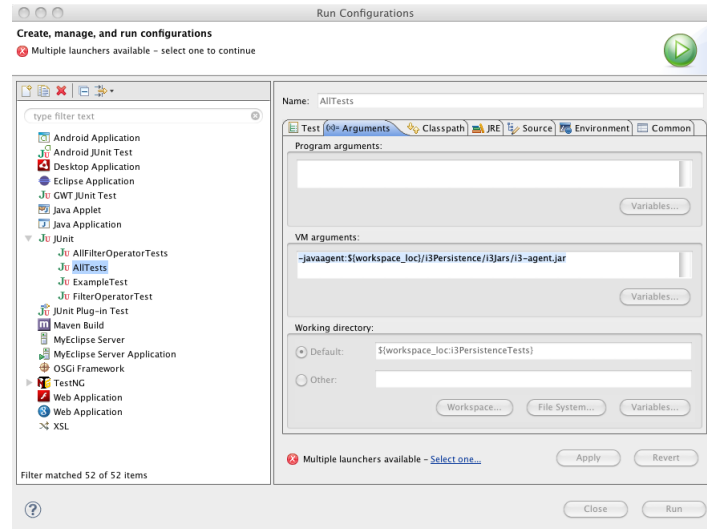 Run Configurations
Create, manage, and run configurations
Multiple launchers available – select one to continue
type filter text
Android Application
Android JUnit Test
Desktop Application
Eclipse Application
GWT JUnit Test
Java Applet
Java Application
JUnit
AllFilterOperatorTests
AllTests
ExampleTest
FilterOperatorTest
JUnit Plug-in Test
Maven Build
MyEclipse Server
MyEclipse Server Application
OSGi Framework
TestNG
Web Application
Web Application
XSL
Filter matched 52 of 52 items
Name: AllTests
Test (x)= Arguments Classpath JRE Source Environment Common
Program arguments:
Variables...
VM arguments:
-javaagent:${workspace_loc}/i3Persistence/i3Jars/i3-agent.jar
Variables...
Working directory:
Default: ${workspace_loc:i3PersistenceTests}
Other:
Workspace... File System... Variables...
Multiple launchers available – Select one...
Apply Revert
? Close Run